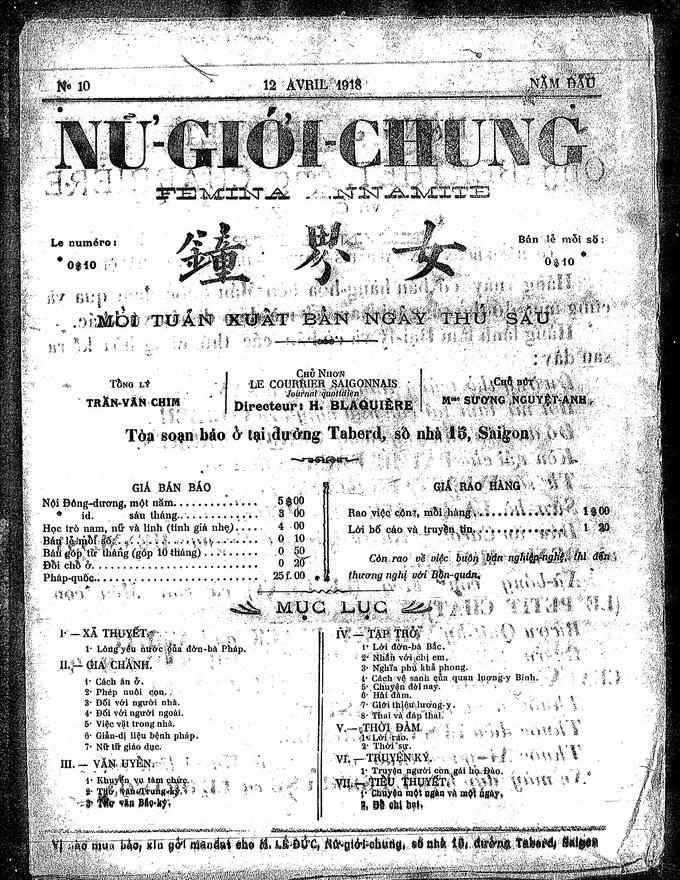 No 10
12 AVRIL 1918
NĂM ĐẦU
NỮ-GIỚI-CHUNG
FÉMINA ANNAMITE
Le numéro:
0$10
鐘 界 女
Bán lẻ mỗi số:
0$10
MỖI TUẦN XUẤT BẢN NGÀY THỨ SÁU
TỔNG LÝ
TRẦN-VĂN CHIM
CHỦ NHƠN
LE COURRIER SAIGONNAIS
Journal quotidien
Directeur: H. BLAQUIÈRE
CHỦ BÚT
Mme SƯƠNG NGUYỆT-ANH
Tòa soạn báo ở tại đường Taberd, số nhà 15, Saigon
GIÁ BÁN BÁO
Nội Đông-dương, một năm 5$00
id. sáu tháng 3 00
Học trò nam, nữ và lính (tính giá nhẹ) 4 00
Bán lẻ mỗi số 0 10
Bán góp từ tháng (góp 10 tháng) 0 50
Đổi chỗ ở 0 20
Pháp-quốc 25 f. 00
GIÁ RAO HÀNG
Rao việc công, mỗi hàng 1$00
Lời bố cáo và truyền tin 1 20
Còn rao về việc buôn bán nghiệp-nghệ, thì đến
thương nghị với Bổn-quán.
MỤC LỤC
I. — XÃ THUYẾT.
1· Lòng yêu nước của đờn-bà Pháp.
II. — GIA CHÁNH.
1· Cách ăn ở.
2· Phép nuôi con.
3· Đối với người nhà.
4· Đối với người ngoài.
5· Việc vặt trong nhà.
6· Giản-dị liệu bệnh pháp.
7· Nữ tử giáo dục.
III. — VĂN UYỂN.
1· Khuyến vụ tàm chức.
2· Thơ văn Trung-kỳ.
3· Thơ văn Bắc-kỳ.
IV. — TẠP TRỞ.
1· Lời đờn-bà Bắc.
2· Nhắn với chị em.
3· Nghĩa phụ khả phong.
4· Cách vệ sanh của quan lương-y Bính.
5· Chuyện đời nay.
6· Hài đàm.
7· Giới thiệu lương-y.
8· Thai và đáp thai.
V. — THỜI ĐÀM.
1· Lời rao.
2· Thời sự.
VI. — TRUYỆN KÝ.
1· Truyện người con gái họ Đào.
VII. — TIỂU THUYẾT.
1· Chuyện một ngàn và một ngày.
2. Đề chi hội.
Vị nào mua báo, xin gởi mandat cho M. LÊ ĐỨC, Nữ-giới-chung, số nhà 15, đường Taberd, Saigon